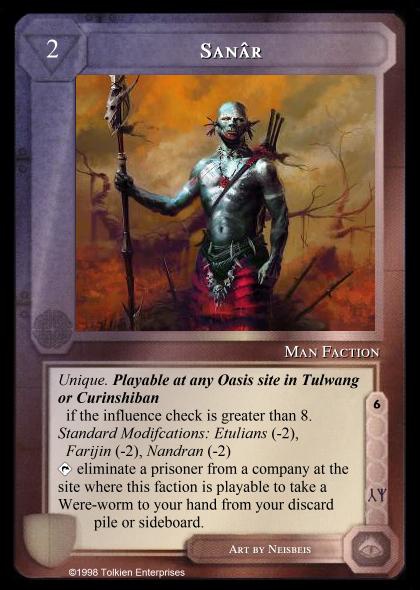 2
SANÂR
MAN FACTION
Unique. Playable at any Oasis site in Tulwang
or Curinshiban
if the influence check is greater than 8.
Standard Modifcations: Etulians (-2),
Farijin (-2), Nandran (-2)
eliminate a prisoner from a company at the
site where this faction is playable to take a
Were-worm to your hand from your discard
pile or sideboard.
6
ART BY NEISBEIS
©1998 Tolkien Enterprises